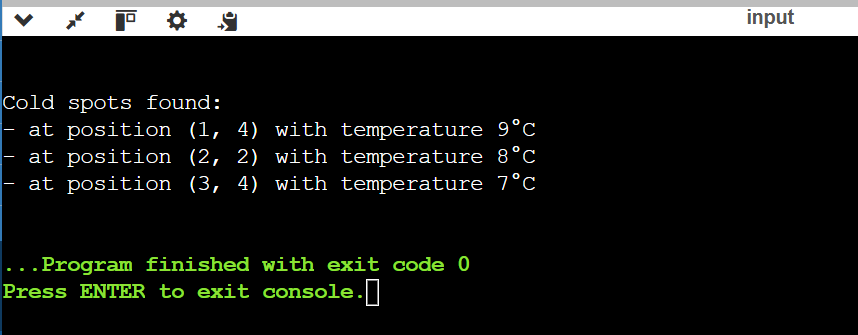 input
Cold spots found:
- at position (1, 4) with temperature 9°C
- at position (2, 2) with temperature 8°C
- at position (3, 4) with temperature 7°C
...Program finished with exit code 0
Press ENTER to exit console.